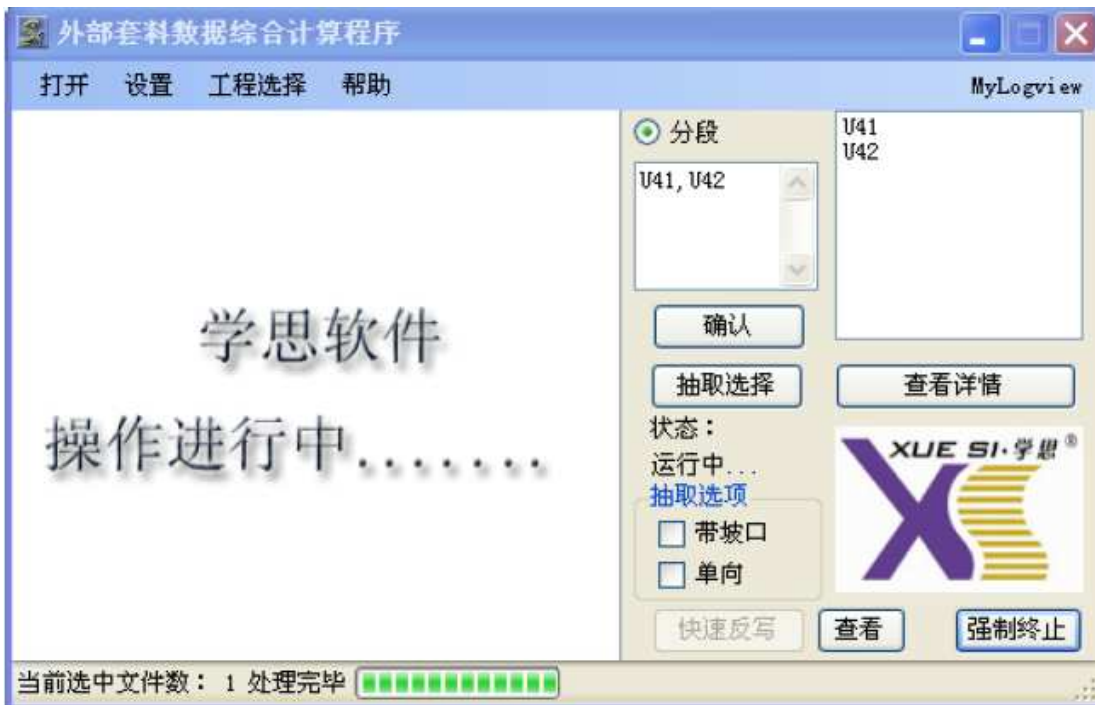 外部套料数据综合计算程序
打开 设置 工程选择 帮助 MyLogview
分段
U41,U42
U41
U42
确认
抽取选择
查看详情
学思软件
操作进行中.......
状态：
运行中...
抽取选项
带坡口
单向
XUE SI·学思®
XS
快速反写 查看 强制终止
当前选中文件数： 1 处理完毕